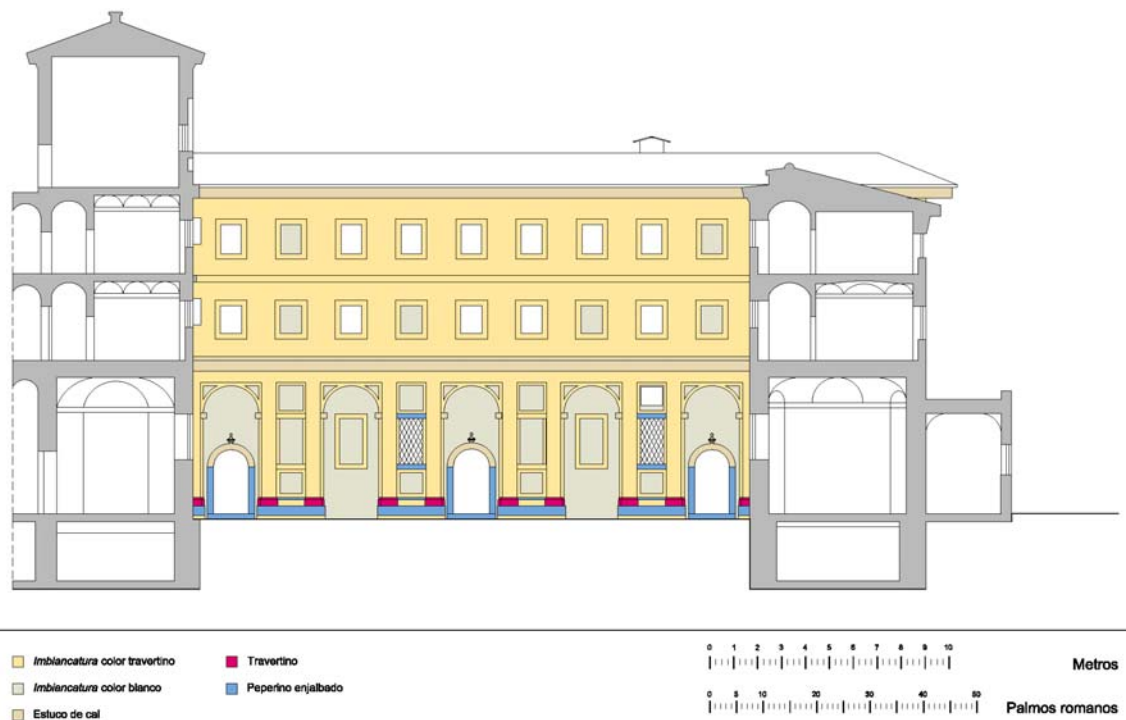 Imbiancatura color travertino
Imbiancatura color blanco
Estuco de cal
Travertino
Peperino enjalbado
0 1 2 3 4 5 6 7 8 9 10
Metros
0 5 10 20 30 40 50
Palmos romanos